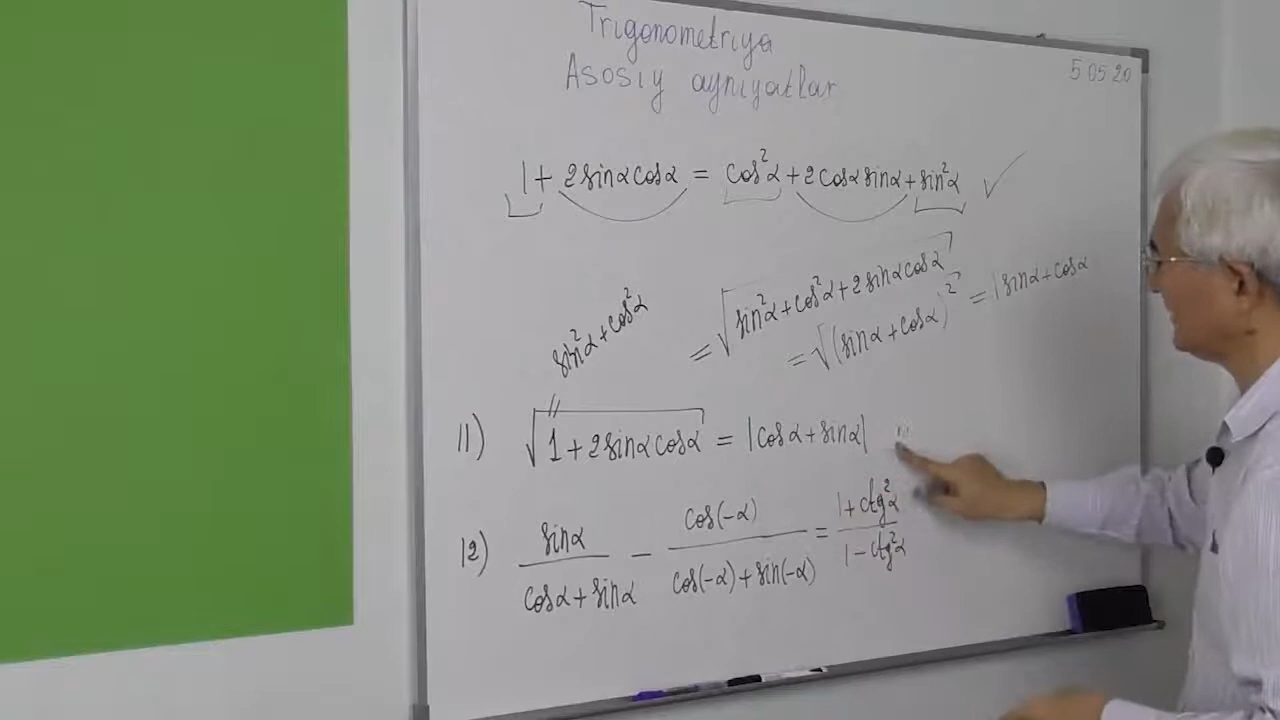 Trigonometriya
Asosiy ayniyatlar
5 05 20
1 + 2sinα cosα = cos²α + 2cosα sinα + sin²α ✓
sin²α + cos²α
= √(sin²α + cos²α + 2sinα cosα)
= √((sinα + cosα)²) = |sinα + cosα
11) √(1 + 2sinα cosα) = |cosα + sinα|
12) sinα/(cosα + sinα) − cos(−α)/(cos(−α) + sin(−α)) = (1 + ctg²α)/(1 − ctg²α)